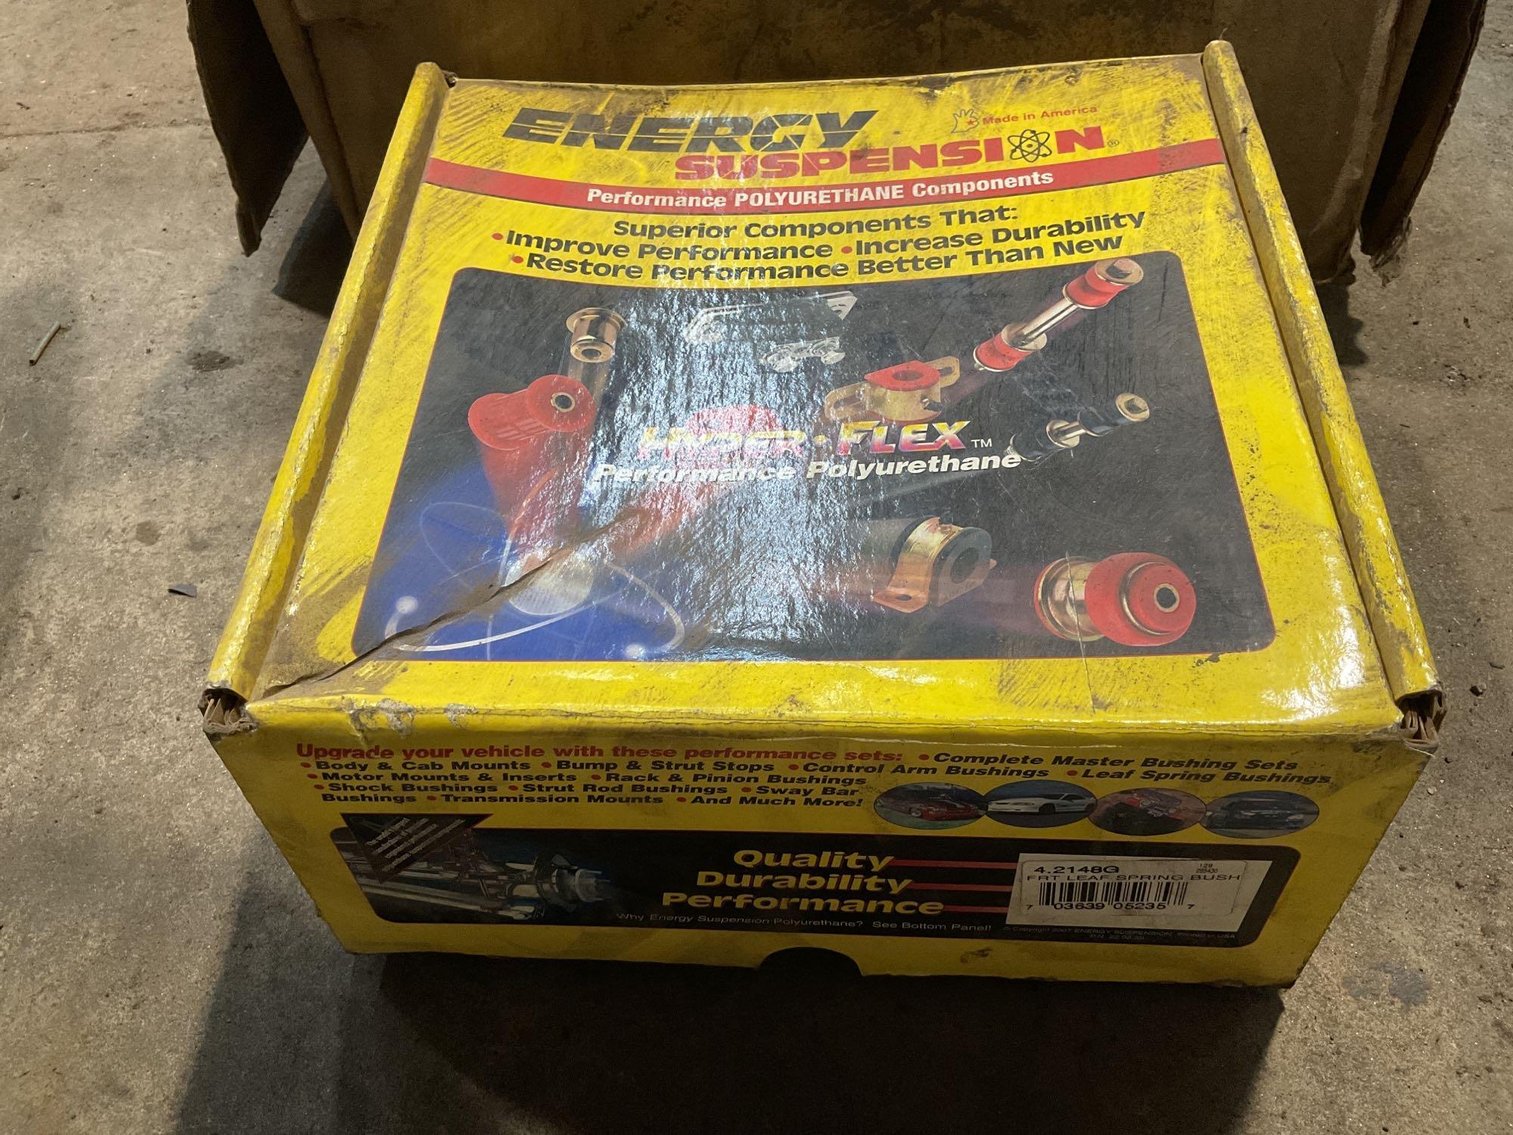 Made in America
ENERGY
SUSPENSION®
Performance POLYURETHANE Components
Superior Components That:
•Improve Performance •Increase Durability
•Restore Performance Better Than New
HYPER·FLEX™
Performance Polyurethane
Upgrade your vehicle with these performance sets: •Complete Master Bushing Sets
•Body & Cab Mounts •Bump & Strut Stops •Control Arm Bushings •Leaf Spring Bushings
•Motor Mounts & Inserts •Rack & Pinion Bushings
•Shock Bushings •Strut Rod Bushings •Sway Bar
Bushings •Transmission Mounts •And Much More!
Quality
Durability
Performance
Why Energy Suspension Polyurethane? See Bottom Panel!
4.2148G
FRT LEAF SPRING BUSH
7 03639 05235 7
© Copyright 2007 ENERGY SUSPENSION